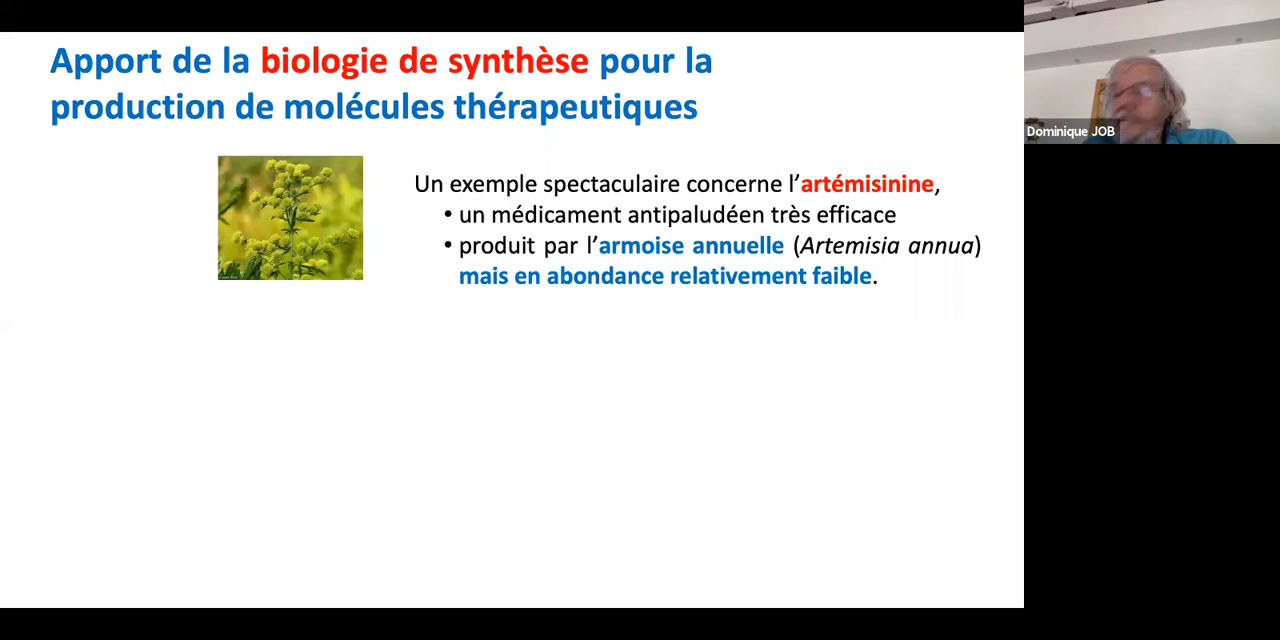 Apport de la biologie de synthèse pour la
production de molécules thérapeutiques
Un exemple spectaculaire concerne l’artémisinine,
• un médicament antipaludéen très efficace
• produit par l’armoise annuelle (Artemisia annua)
mais en abondance relativement faible.
Dominique JOB